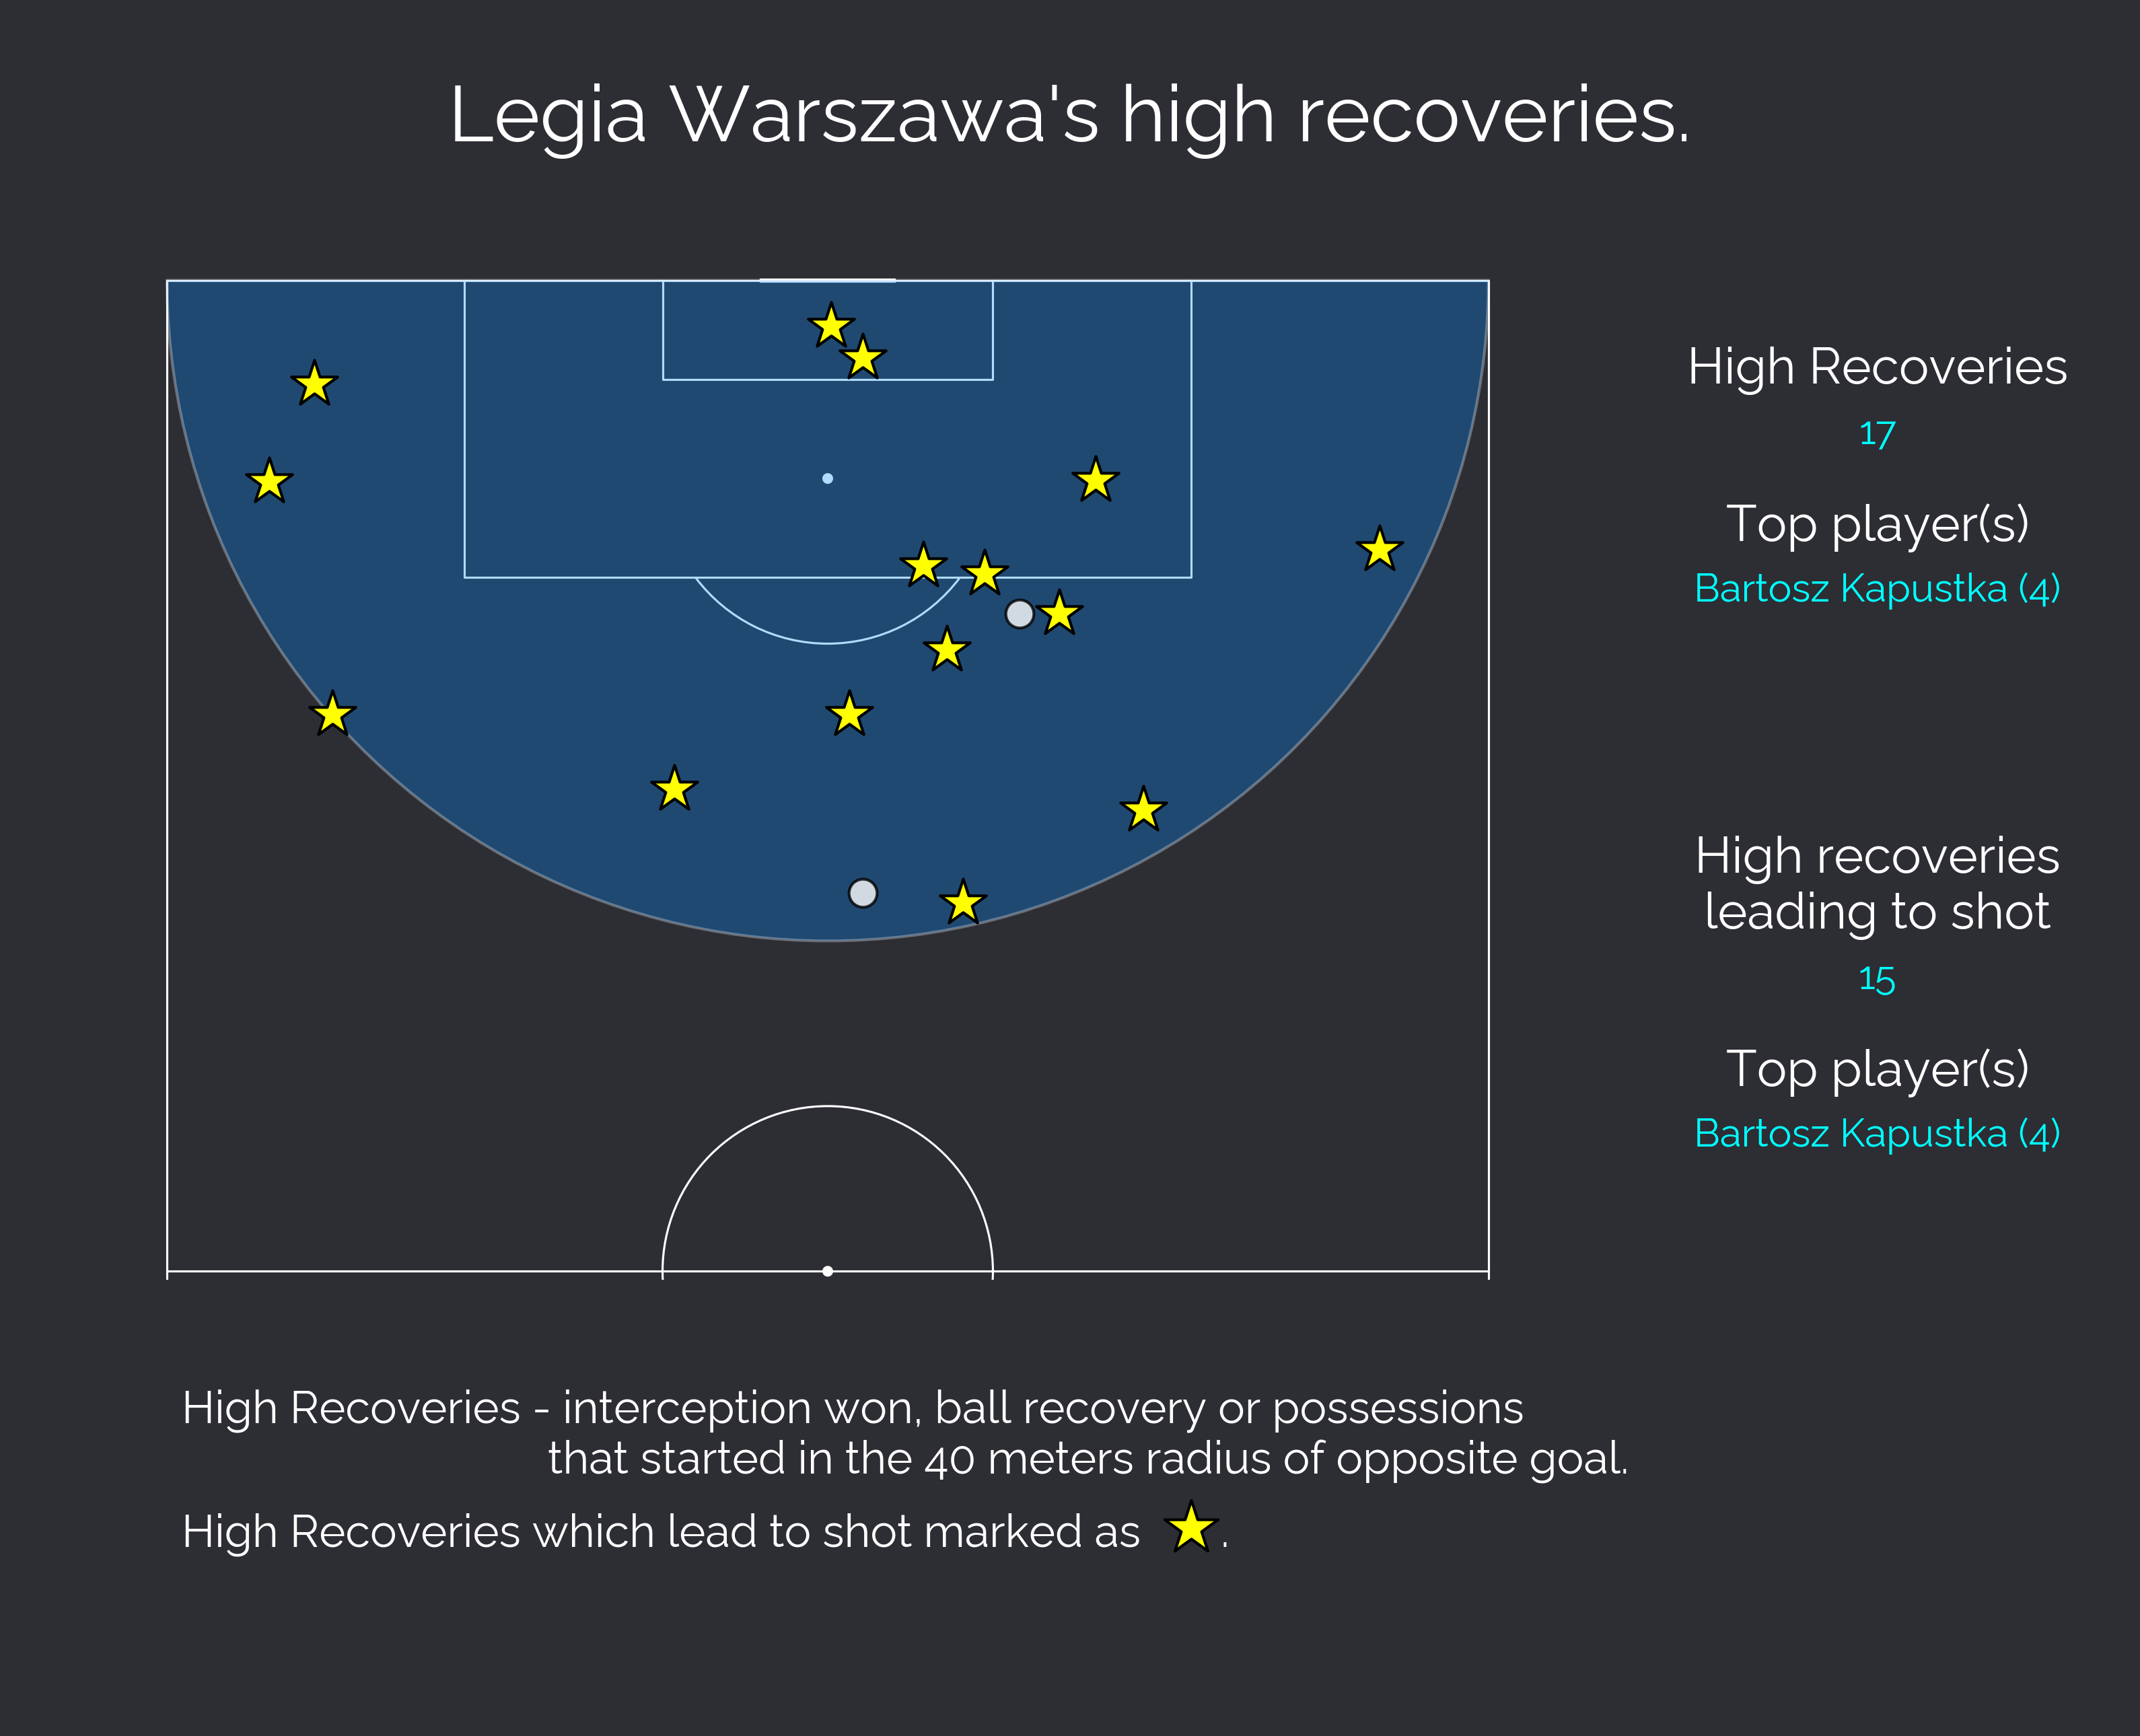 Legia Warszawa's high recoveries.
High Recoveries
17
Top player(s)
Bartosz Kapustka (4)
High recoveries
leading to shot
15
Top player(s)
Bartosz Kapustka (4)
High Recoveries - interception won, ball recovery or possessions
that started in the 40 meters radius of opposite goal.
High Recoveries which lead to shot marked as .